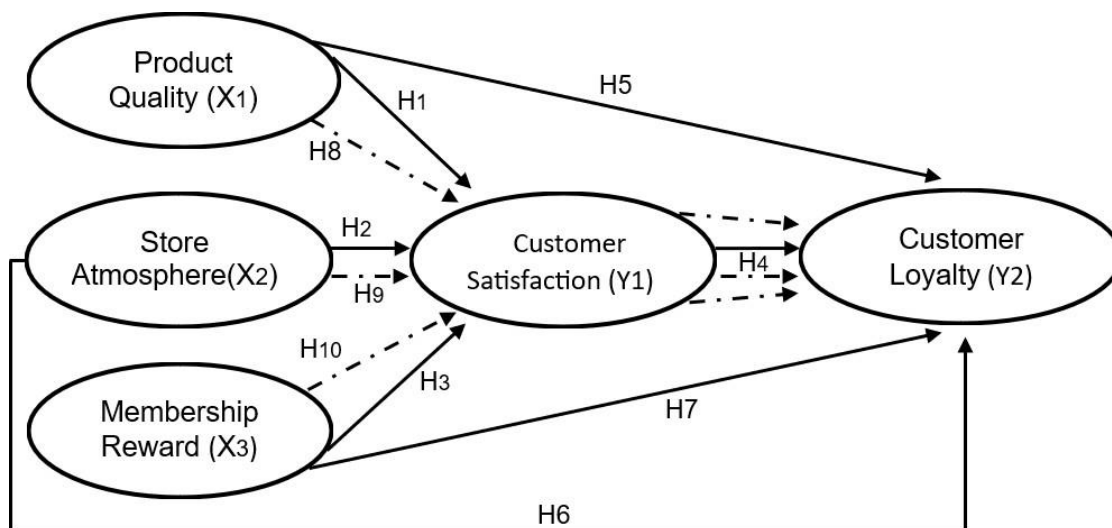 Product
Quality (X1)
H5
H1
H8
Store
Atmosphere(X2)
H2
H9
Customer
Satisfaction (Y1)
H4
Customer
Loyalty (Y2)
H10
H3
Membership
Reward (X3)
H7
H6